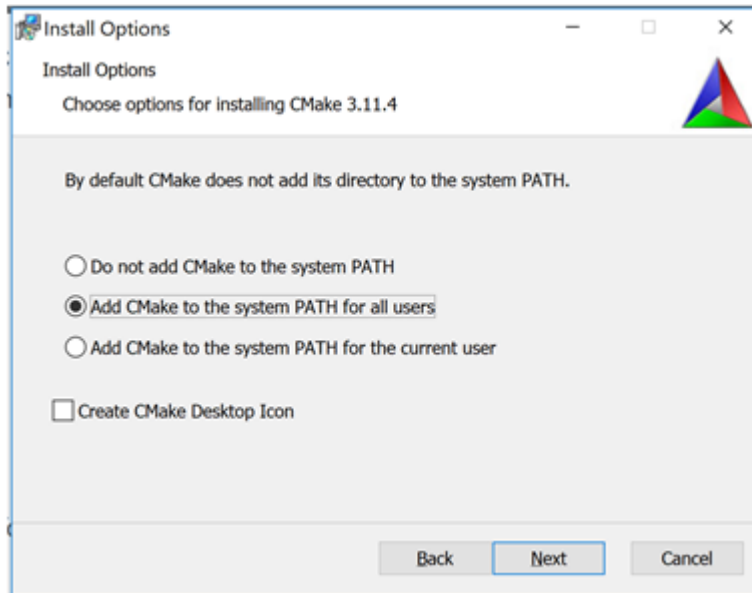 Install Options
Install Options
Choose options for installing CMake 3.11.4
By default CMake does not add its directory to the system PATH.
Do not add CMake to the system PATH
Add CMake to the system PATH for all users
Add CMake to the system PATH for the current user
Create CMake Desktop Icon
Back Next Cancel